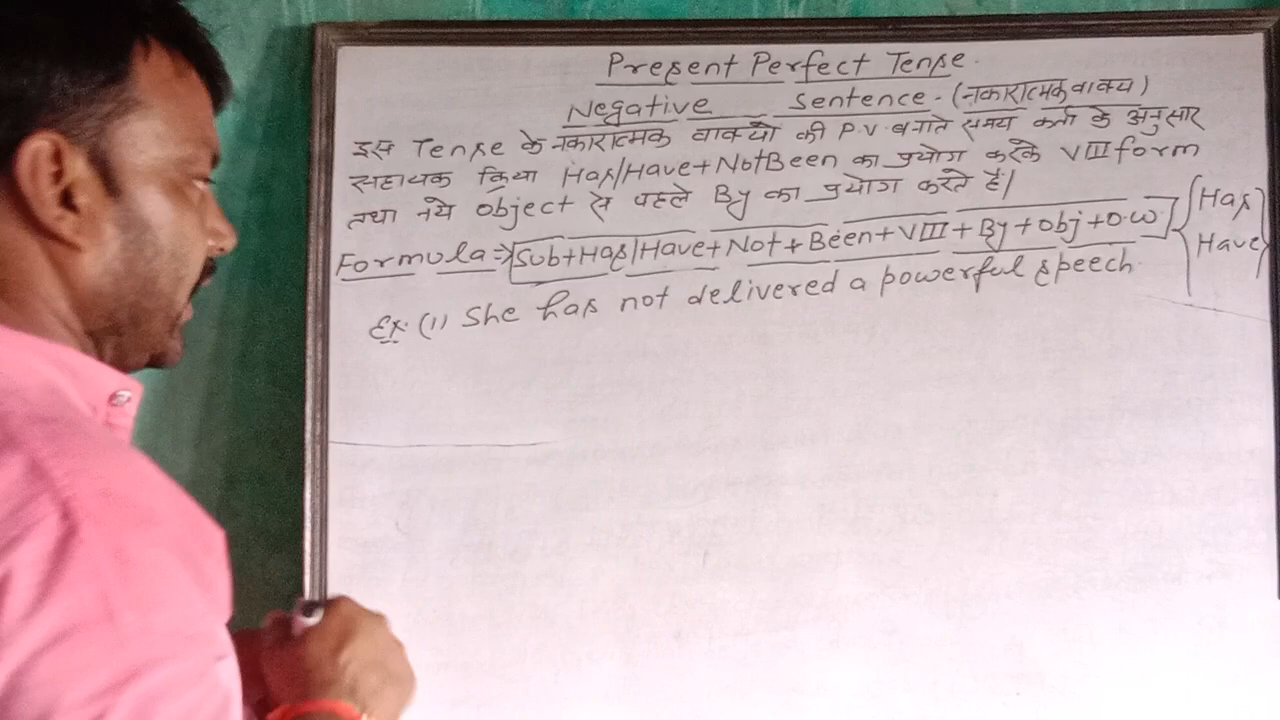 Present Perfect Tense.
Negative Sentence - (नकारात्मक वाक्य)
इस Tense के नकारात्मक वाक्यों की P.V बनाते समय कर्ता के अनुसार
सहायक क्रिया Has/Have+Not Been का प्रयोग करके VIII form
तथा नये object से पहले By का प्रयोग करते हैं।
Formula⇒ Sub+Has/Have+Not+Been+VIII+By+Obj+O.W { Has
Have }
Ex. (1) She has not delivered a powerful speech